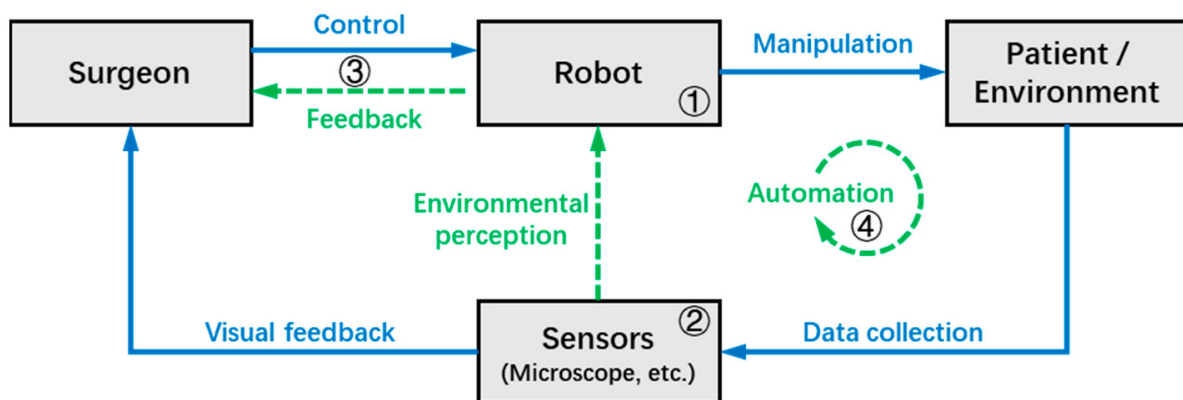 Control
Surgeon
③
Robot
①
Feedback
Manipulation
Patient /
Environment
Environmental
perception
Automation
④
Visual feedback
Sensors
②
(Microscope, etc.)
Data collection